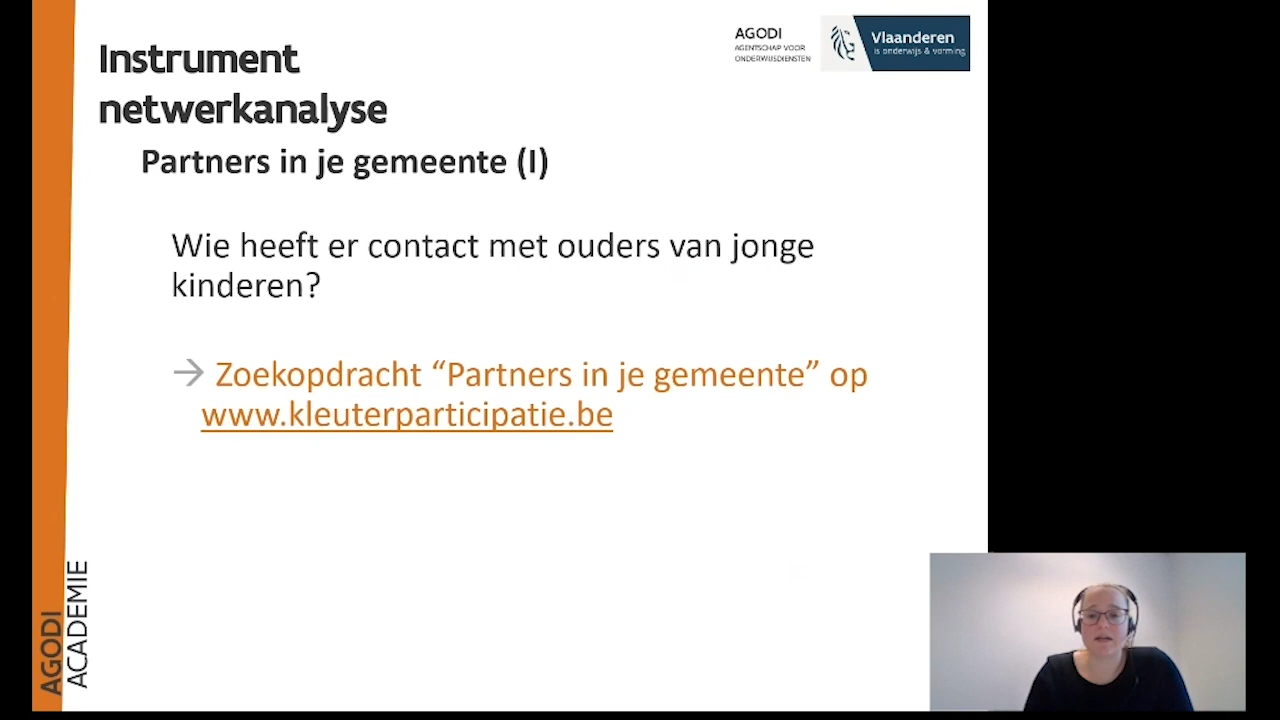 Instrument
netwerkanalyse
AGODI
AGENTSCHAP VOOR
ONDERWIJSDIENSTEN
Vlaanderen
is onderwijs & vorming
Partners in je gemeente (I)
Wie heeft er contact met ouders van jonge
kinderen?
→ Zoekopdracht “Partners in je gemeente” op
www.kleuterparticipatie.be
AGODI
ACADEMIE